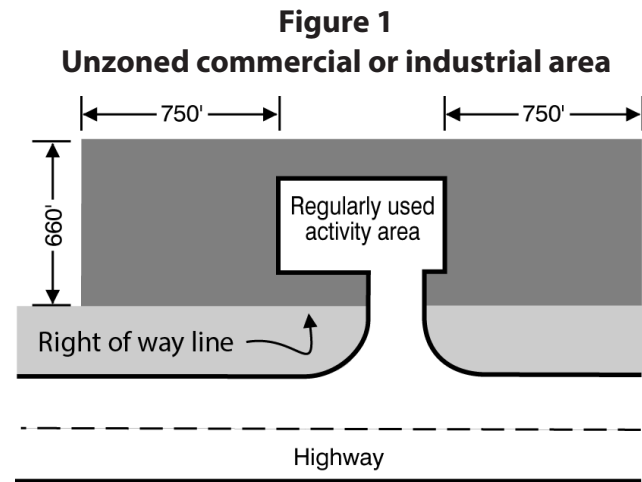 Figure 1
Unzoned commercial or industrial area
750' 750'
Regularly used
activity area
660'
Right of way line
Highway